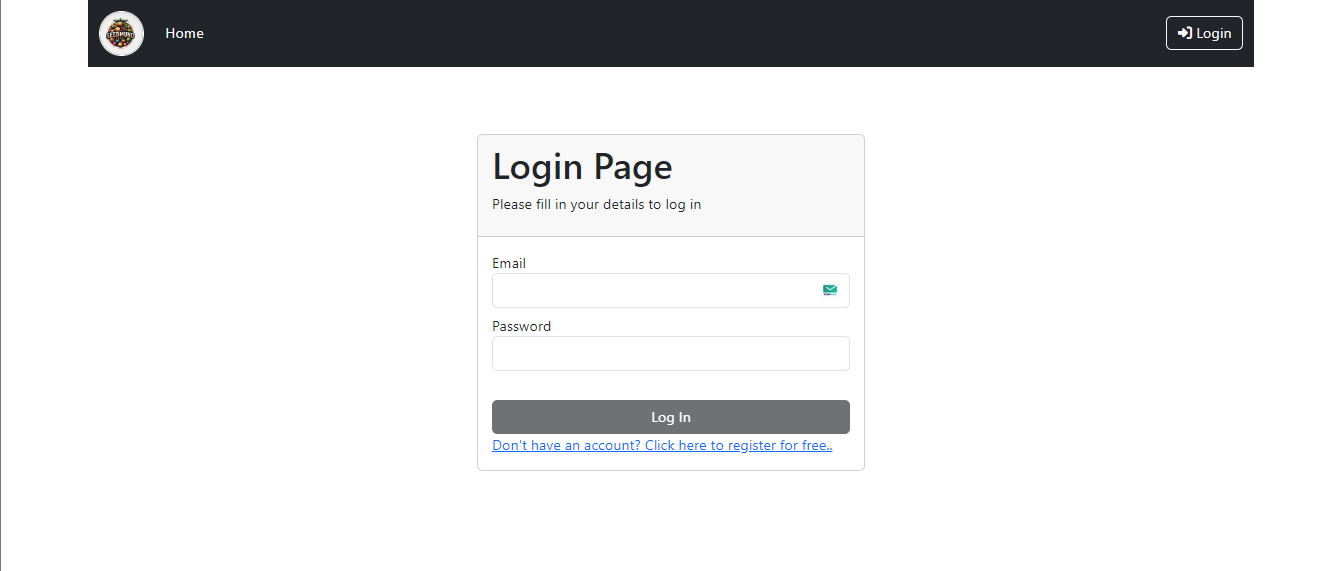 SEEDMUND
Home
Login
Login Page
Please fill in your details to log in
Email
Password
Log In
Don't have an account? Click here to register for free..